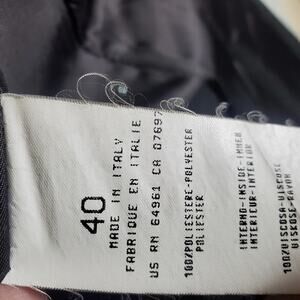 40
MADE IN ITALY
FABRIQUE EN ITALIE
US RN 64961 CA 07697
100%POLIESTERE-POLYESTER
POLIESTER
INTERNO-INSIDE-INNEN
INTERIEUR-INTERIOR
100%VISCOSA-VISCOSE
VISCOSE-RAYON